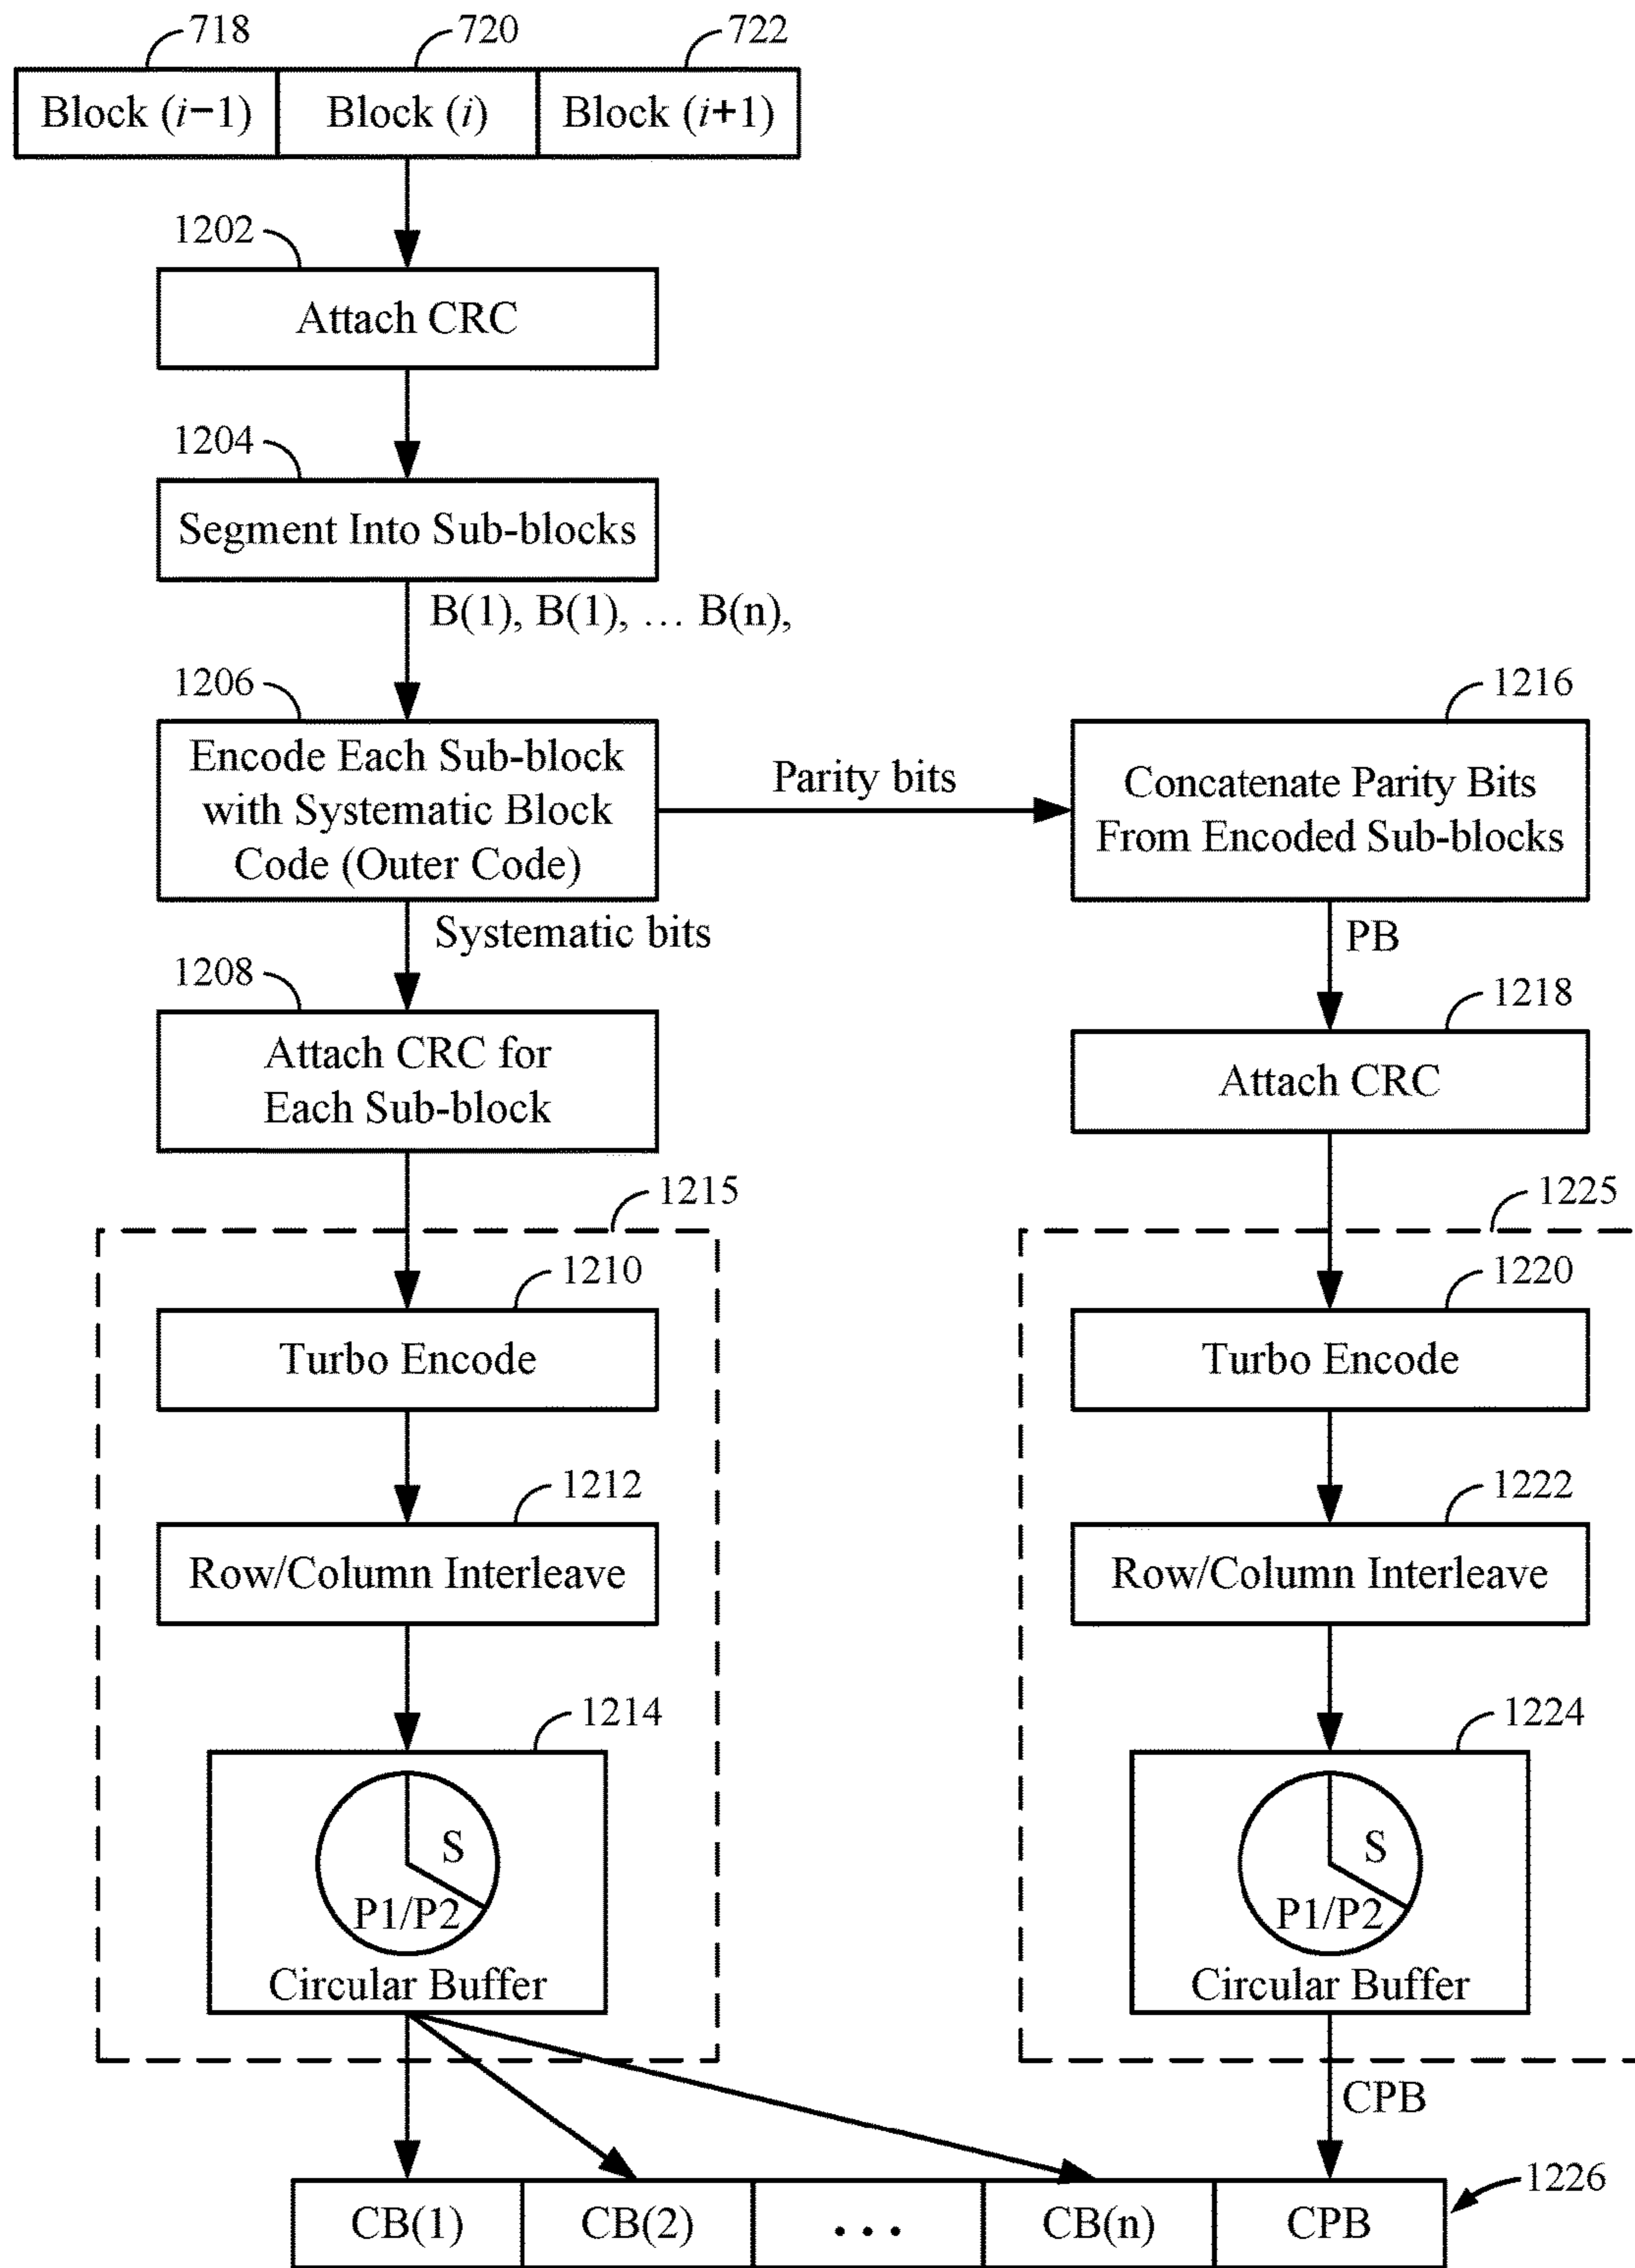 718
720
722
Block (i−1)
Block (i)
Block (i+1)
1202
Attach CRC
1204
Segment Into Sub-blocks
B(1), B(1), … B(n),
1206
Encode Each Sub-block
with Systematic Block
Code (Outer Code)
Parity bits
1216
Concatenate Parity Bits
From Encoded Sub-blocks
Systematic bits
PB
1208
Attach CRC for
Each Sub-block
1218
Attach CRC
1215
1210
Turbo Encode
1212
Row/Column Interleave
1214
S
P1/P2
Circular Buffer
1225
1220
Turbo Encode
1222
Row/Column Interleave
1224
S
P1/P2
Circular Buffer
CPB
1226
CB(1)
CB(2)
…
CB(n)
CPB